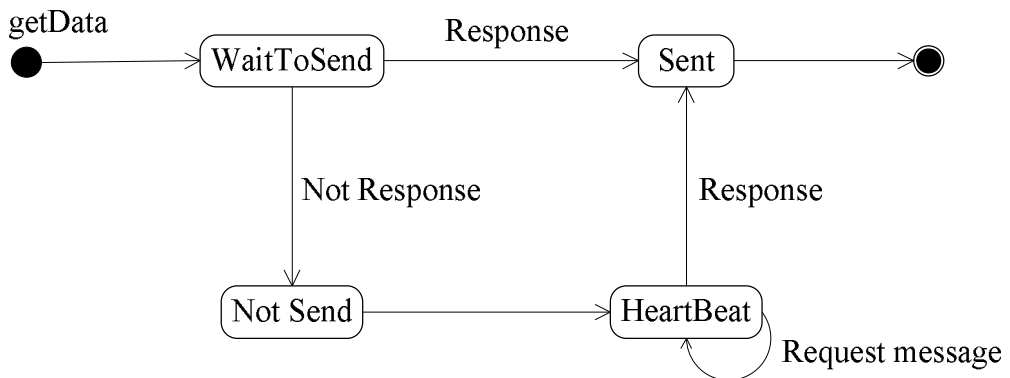 getData
WaitToSend
Response
Sent
Not Response
Response
Not Send
HeartBeat
Request message